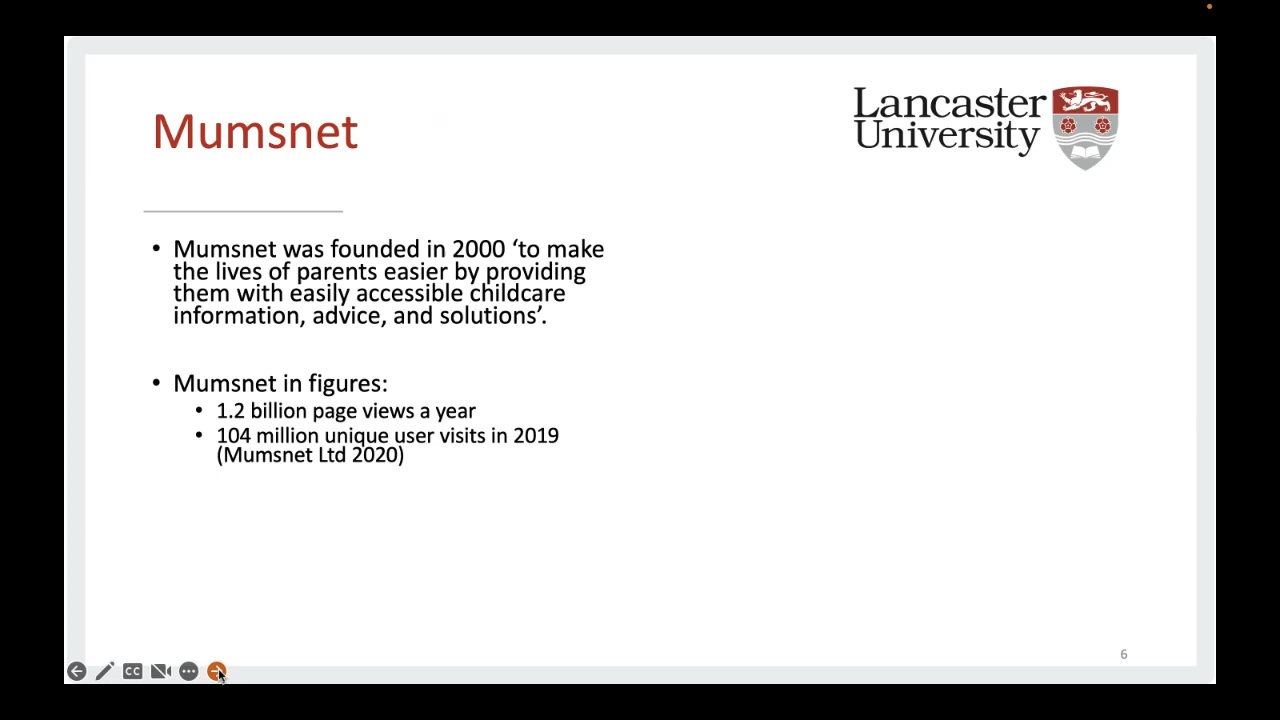 Mumsnet
Lancaster
University
• Mumsnet was founded in 2000 ‘to make
the lives of parents easier by providing
them with easily accessible childcare
information, advice, and solutions’.
• Mumsnet in figures:
• 1.2 billion page views a year
• 104 million unique user visits in 2019
(Mumsnet Ltd 2020)
6
CC